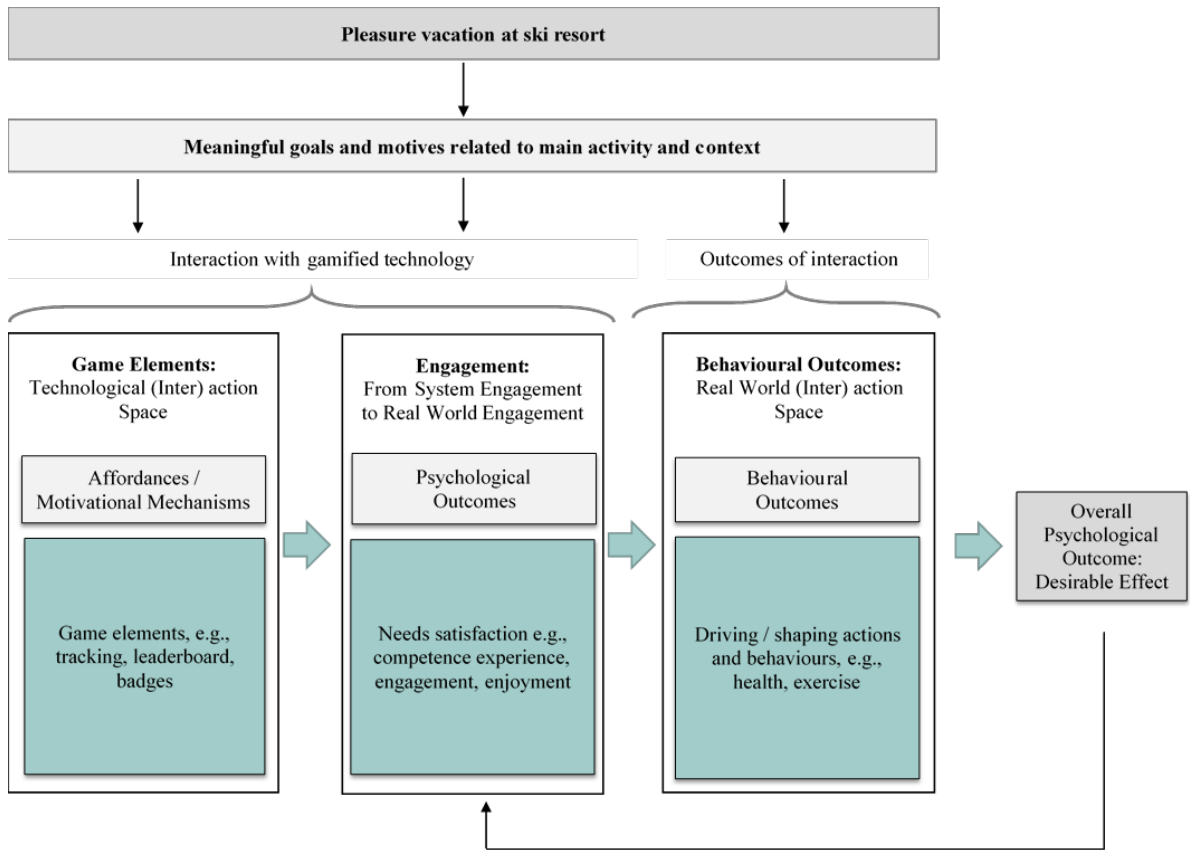 Pleasure vacation at ski resort
Meaningful goals and motives related to main activity and context
Interaction with gamified technology
Outcomes of interaction
Game Elements:
Technological (Inter) action
Space
Affordances /
Motivational Mechanisms
Game elements, e.g.,
tracking, leaderboard,
badges
Engagement:
From System Engagement
to Real World Engagement
Psychological
Outcomes
Needs satisfaction e.g.,
competence experience,
engagement, enjoyment
Behavioural Outcomes:
Real World (Inter) action
Space
Behavioural
Outcomes
Driving / shaping actions
and behaviours, e.g.,
health, exercise
Overall
Psychological
Outcome:
Desirable Effect